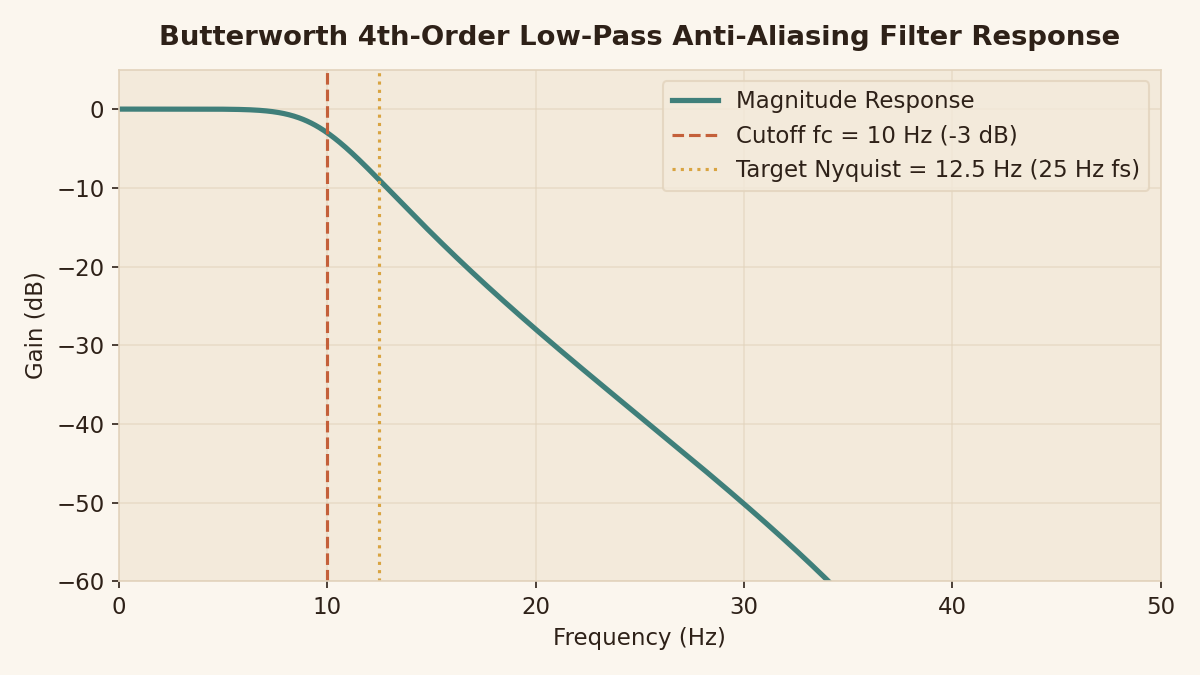 Butterworth 4th-Order Low-Pass Anti-Aliasing Filter Response
Magnitude Response
Cutoff fc = 10 Hz (-3 dB)
Target Nyquist = 12.5 Hz (25 Hz fs)
Gain (dB)
0
−10
−20
−30
−40
−50
−60
0 10 20 30 40 50
Frequency (Hz)